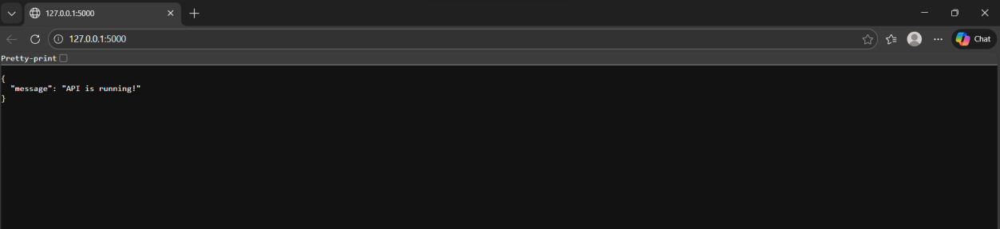 127.0.0.1:5000
127.0.0.1:5000
Chat
Pretty-print
{
  "message": "API is running!"
}